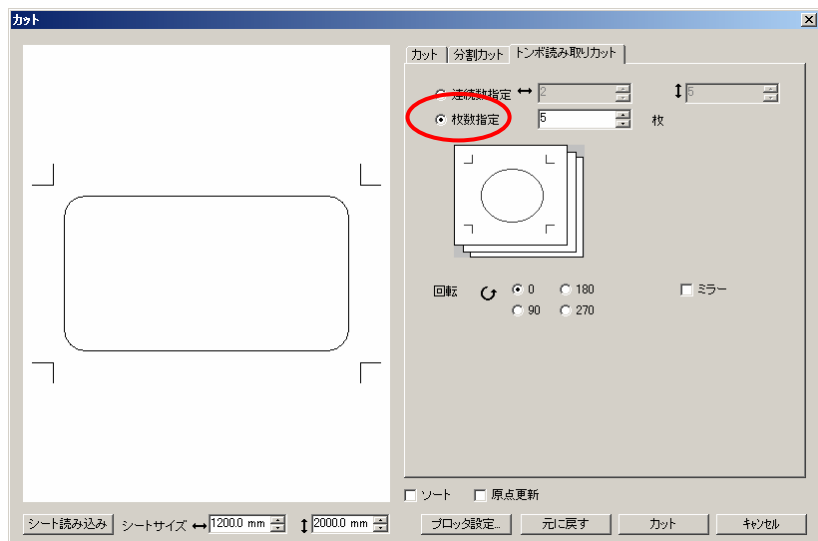 カット
カット 分割カット トンボ読み取りカット
連続数指定 ↔ 2 ↕ 5
枚数指定 5 枚
回転 0 180 ミラー
90 270
ソート 原点更新
シート読み込み シートサイズ ↔ 1200.0 mm ↕ 2000.0 mm プロッタ設定... 元に戻す カット キャンセル